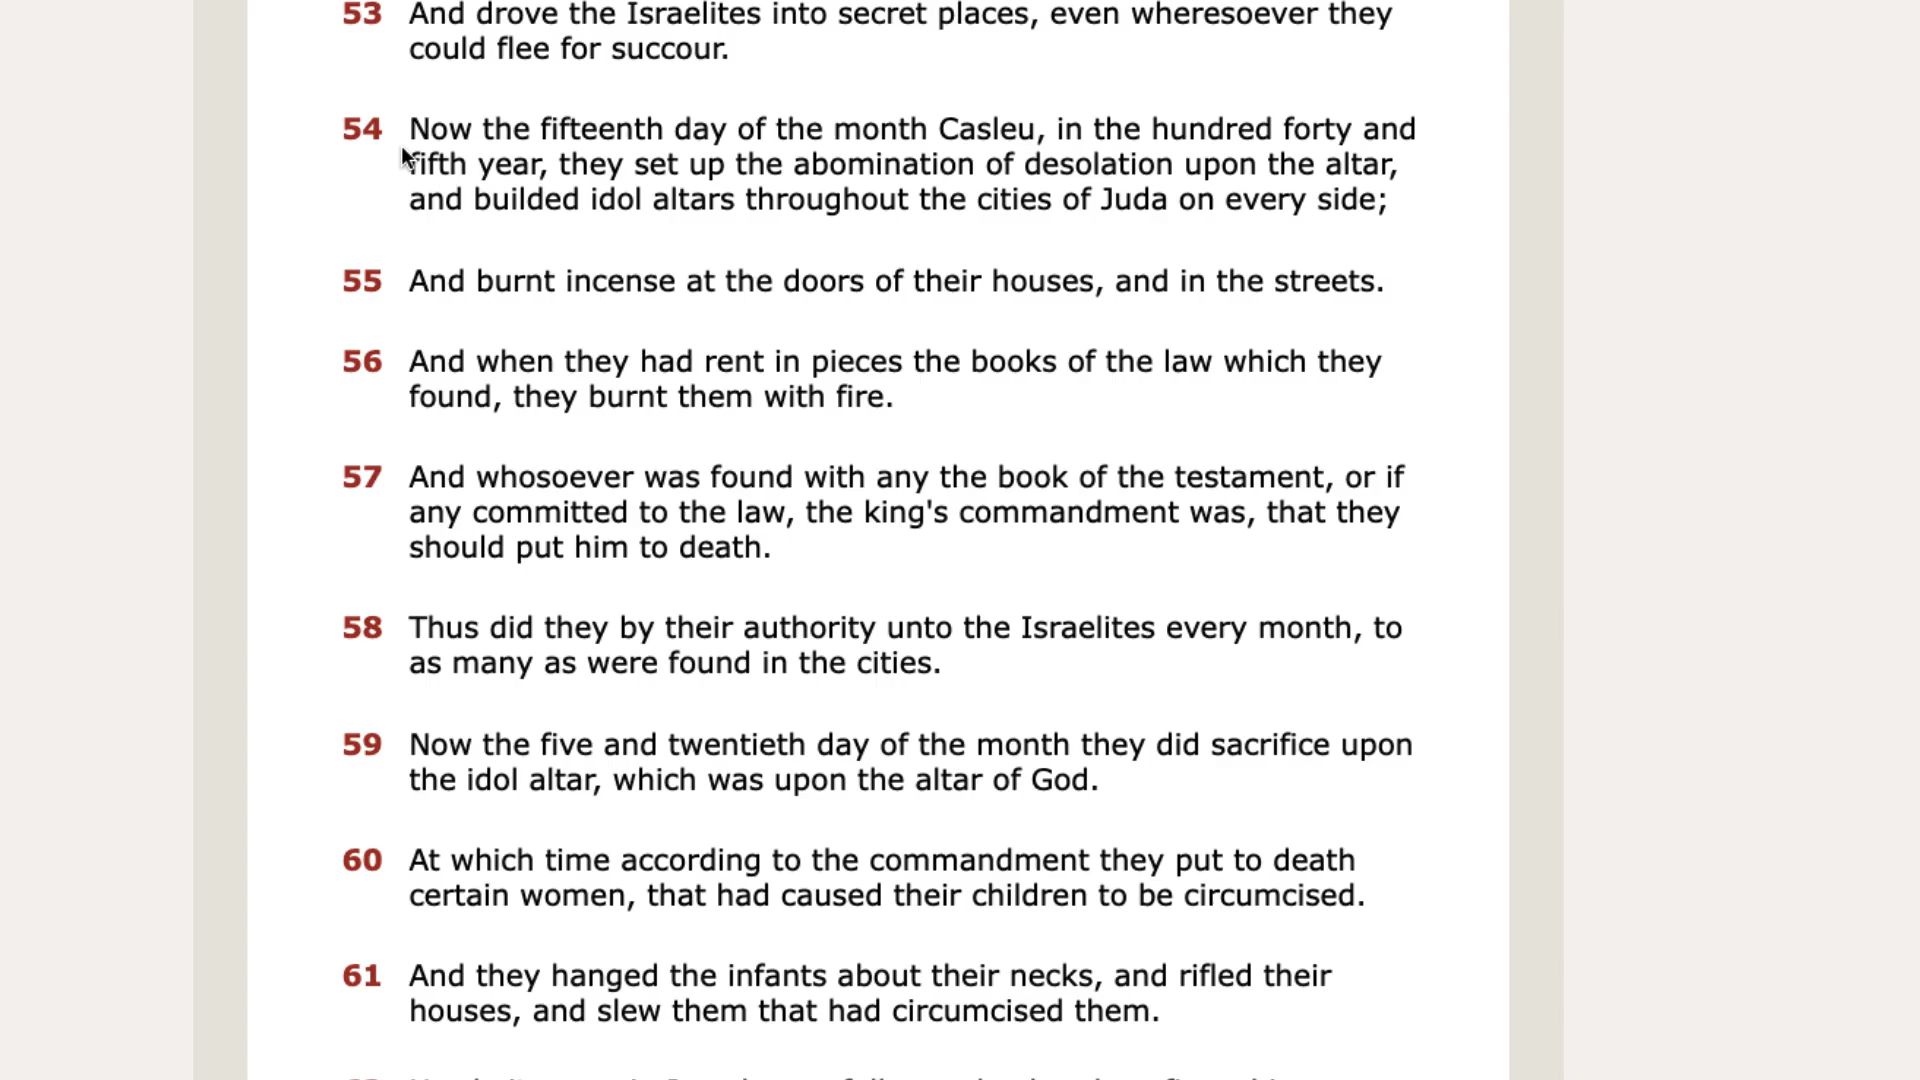 53 And drove the Israelites into secret places, even wheresoever they
could flee for succour.
54 Now the fifteenth day of the month Casleu, in the hundred forty and
fifth year, they set up the abomination of desolation upon the altar,
and builded idol altars throughout the cities of Juda on every side;
55 And burnt incense at the doors of their houses, and in the streets.
56 And when they had rent in pieces the books of the law which they
found, they burnt them with fire.
57 And whosoever was found with any the book of the testament, or if
any committed to the law, the king's commandment was, that they
should put him to death.
58 Thus did they by their authority unto the Israelites every month, to
as many as were found in the cities.
59 Now the five and twentieth day of the month they did sacrifice upon
the idol altar, which was upon the altar of God.
60 At which time according to the commandment they put to death
certain women, that had caused their children to be circumcised.
61 And they hanged the infants about their necks, and rifled their
houses, and slew them that had circumcised them.